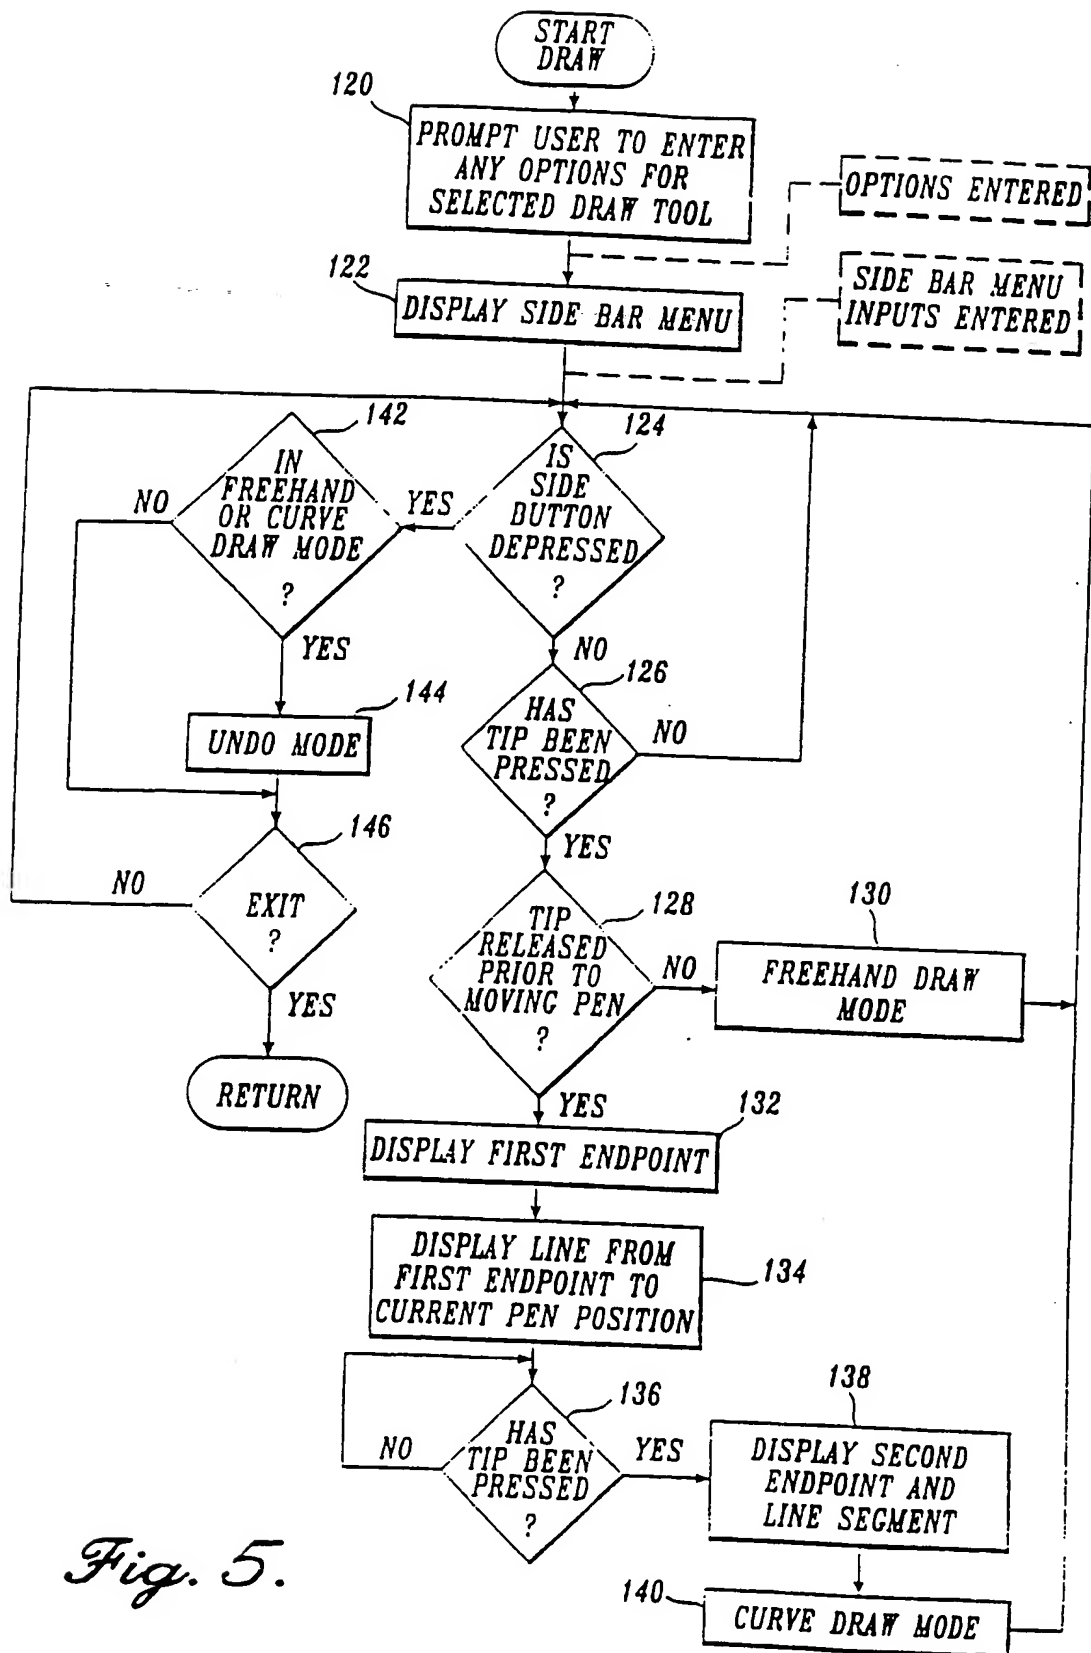 START
DRAW
120
PROMPT USER TO ENTER
ANY OPTIONS FOR
SELECTED DRAW TOOL
OPTIONS ENTERED
122
DISPLAY SIDE BAR MENU
SIDE BAR MENU
INPUTS ENTERED
142
IN
FREEHAND
OR CURVE
DRAW MODE
?
NO
YES
124
IS
SIDE
BUTTON
DEPRESSED
?
YES
NO
144
UNDO MODE
126
HAS
TIP BEEN
PRESSED
?
NO
YES
146
EXIT
?
NO
YES
RETURN
128
TIP
RELEASED
PRIOR TO
MOVING PEN
?
NO
130
FREEHAND DRAW
MODE
YES
132
DISPLAY FIRST ENDPOINT
DISPLAY LINE FROM
FIRST ENDPOINT TO
CURRENT PEN POSITION
134
136
HAS
TIP BEEN
PRESSED
?
NO
YES
138
DISPLAY SECOND
ENDPOINT AND
LINE SEGMENT
140
CURVE DRAW MODE
Fig. 5.